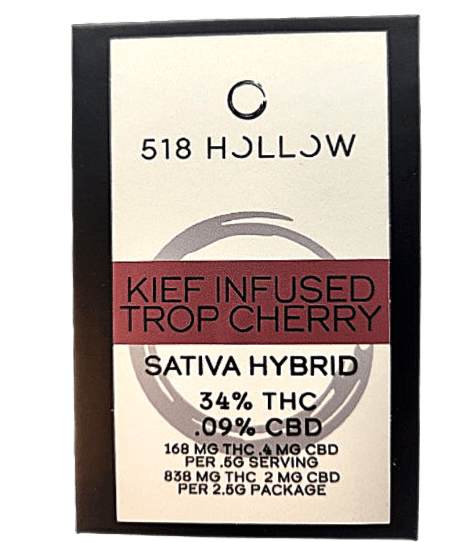 518 HOLLOW
KIEF INFUSED
TROP CHERRY
SATIVA HYBRID
34% THC
.09% CBD
168 MG THC .4 MG CBD
PER .5G SERVING
838 MG THC 2 MG CBD
PER 2.5G PACKAGE